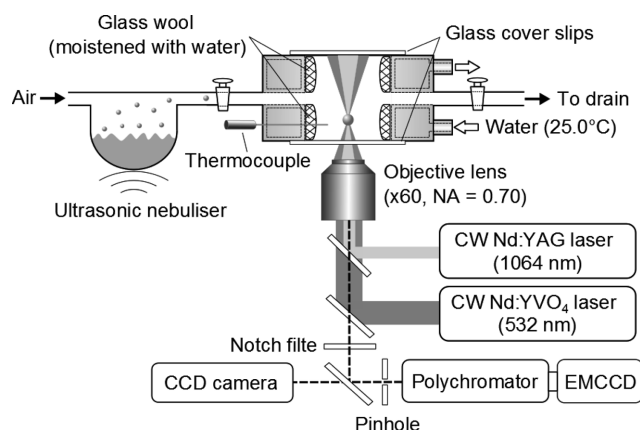 Glass wool
(moistened with water)
Glass cover slips
Air
To drain
Water (25.0°C)
Thermocouple
Ultrasonic nebuliser
Objective lens
(x60, NA = 0.70)
CW Nd:YAG laser
(1064 nm)
CW Nd:YVO₄ laser
(532 nm)
Notch filte
CCD camera
Polychromator
EMCCD
Pinhole